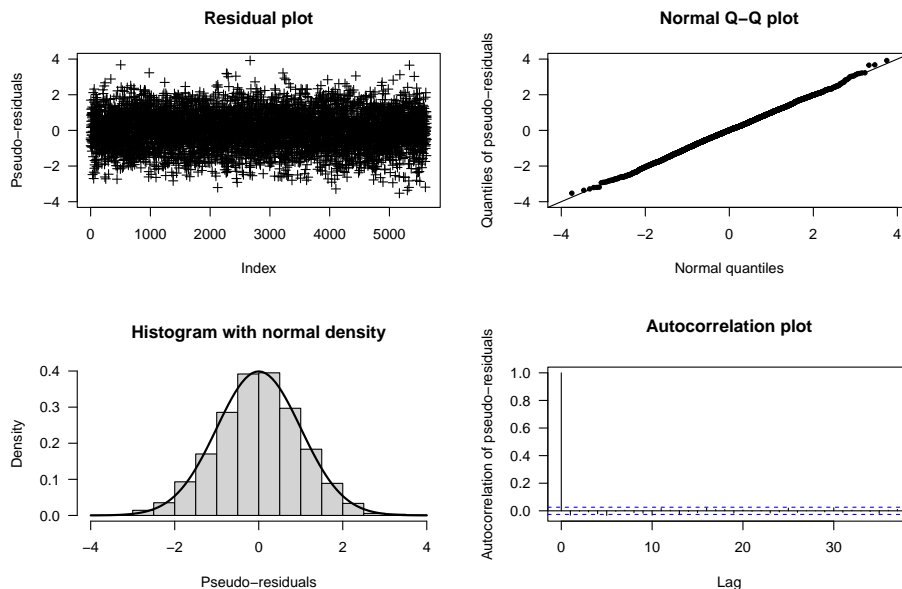 Residual plot
Pseudo−residuals
4
2
0
−2
−4
0 1000 2000 3000 4000 5000
Index
Normal Q−Q plot
Quantiles of pseudo−residuals
4
2
0
−2
−4
−4 −2 0 2 4
Normal quantiles
Histogram with normal density
Density
0.4
0.3
0.2
0.1
0.0
−4 −2 0 2 4
Pseudo−residuals
Autocorrelation plot
Autocorrelation of pseudo−residuals
1.0
0.8
0.6
0.4
0.2
0.0
0 10 20 30
Lag